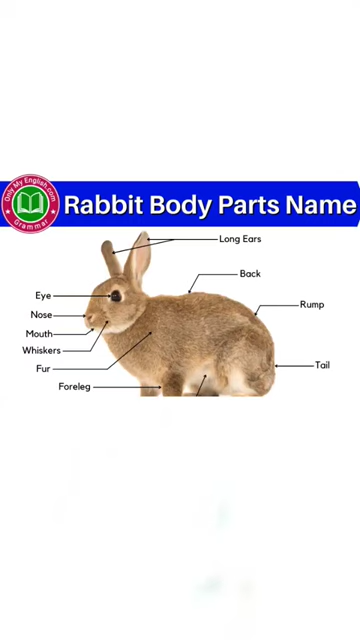 Only My English.com
Grammar
Rabbit Body Parts Name
Long Ears
Back
Eye
Rump
Nose
Mouth
Whiskers
Fur
Tail
Foreleg